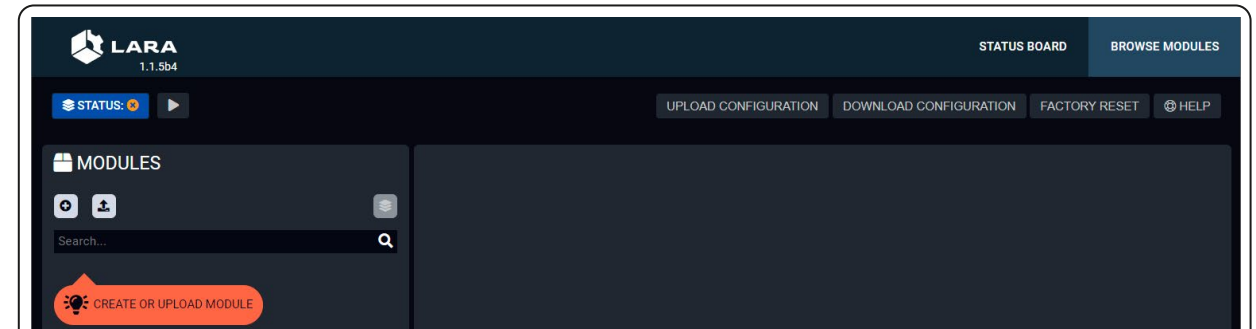 LARA
1.1.5b4
STATUS BOARD
BROWSE MODULES
STATUS:
UPLOAD CONFIGURATION
DOWNLOAD CONFIGURATION
FACTORY RESET
HELP
MODULES
Search...
CREATE OR UPLOAD MODULE